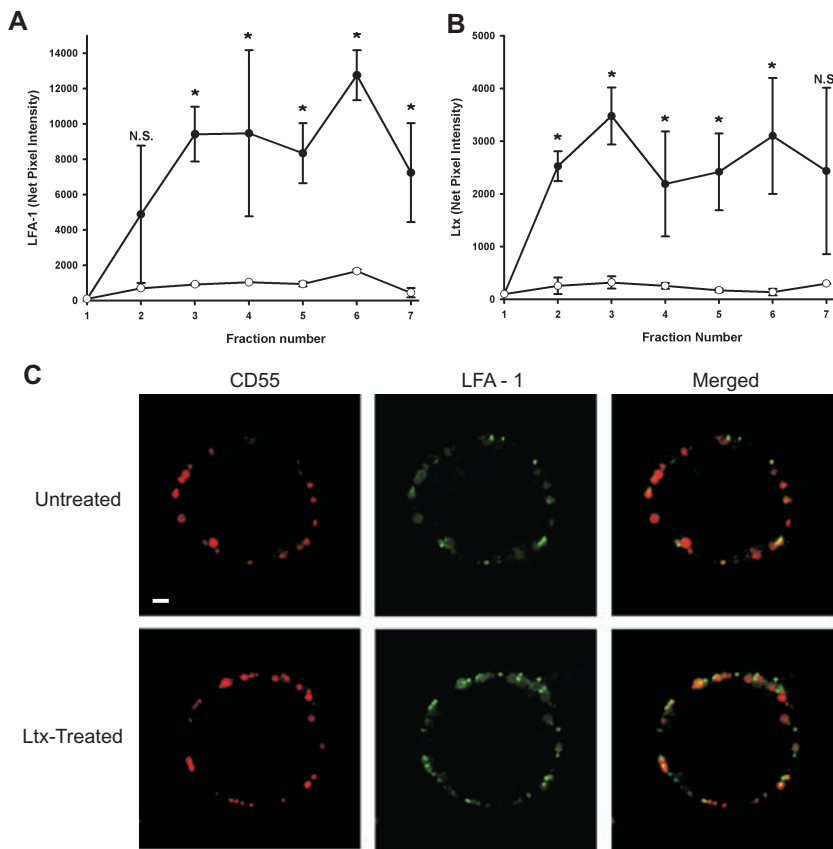 A
LFA-1 (Net Pixel Intensity)
14000
12000
10000
8000
6000
4000
2000
0
N.S.
*
*
*
*
*
1 2 3 4 5 6 7
Fraction number
B
Ltx (Net Pixel Intensity)
5000
4000
3000
2000
1000
0
*
*
*
*
*
N.S
1 2 3 4 5 6 7
Fraction Number
C
CD55 LFA - 1 Merged
Untreated
Ltx-Treated